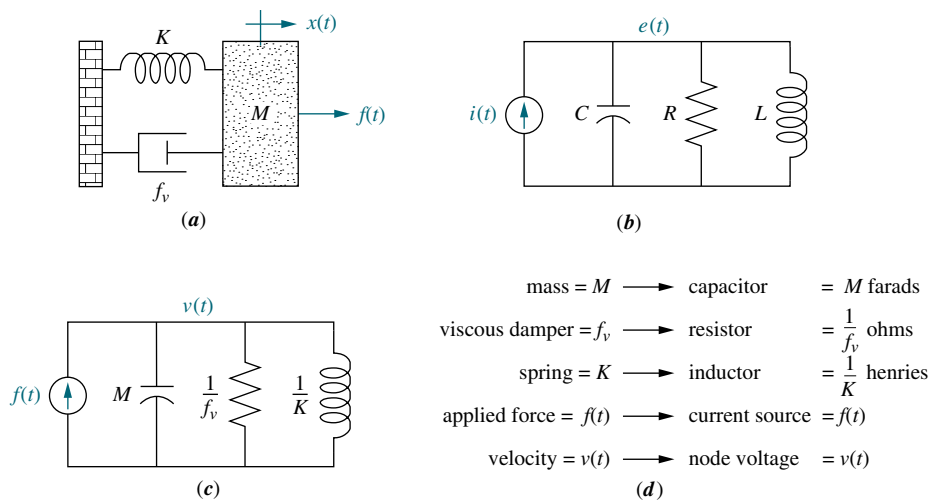 x(t)
K
M
f(t)
f_v
(a)
e(t)
i(t)
C
R
L
(b)
v(t)
f(t)
M
1/f_v
1/K
(c)
mass = M ⟶ capacitor = M farads
viscous damper = f_v ⟶ resistor = 1/f_v ohms
spring = K ⟶ inductor = 1/K henries
applied force = f(t) ⟶ current source = f(t)
velocity = v(t) ⟶ node voltage = v(t)
(d)